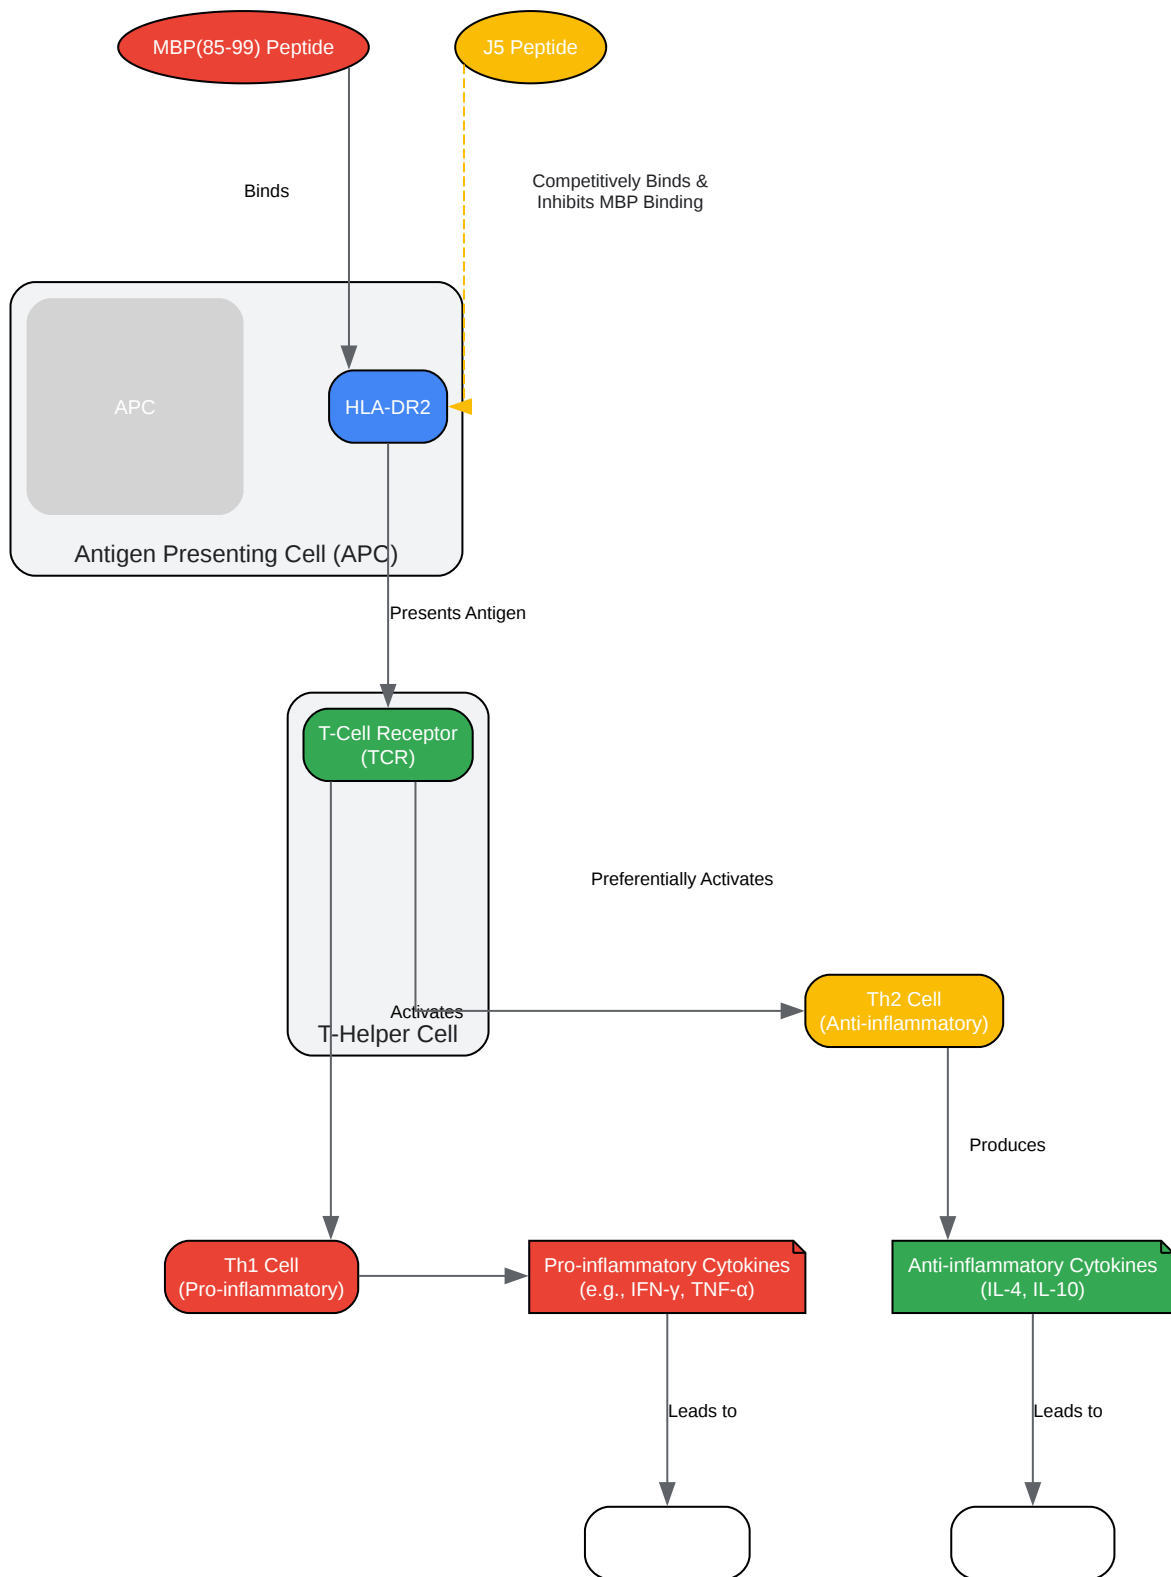 MBP(85-99) Peptide
J5 Peptide
Binds
Competitively Binds &
Inhibits MBP Binding
APC
HLA-DR2
Antigen Presenting Cell (APC)
Presents Antigen
T-Cell Receptor
(TCR)
Preferentially Activates
Activates
T-Helper Cell
Th2 Cell
(Anti-inflammatory)
Produces
Th1 Cell
(Pro-inflammatory)
Pro-inflammatory Cytokines
(e.g., IFN-γ, TNF-α)
Anti-inflammatory Cytokines
(IL-4, IL-10)
Leads to
Leads to